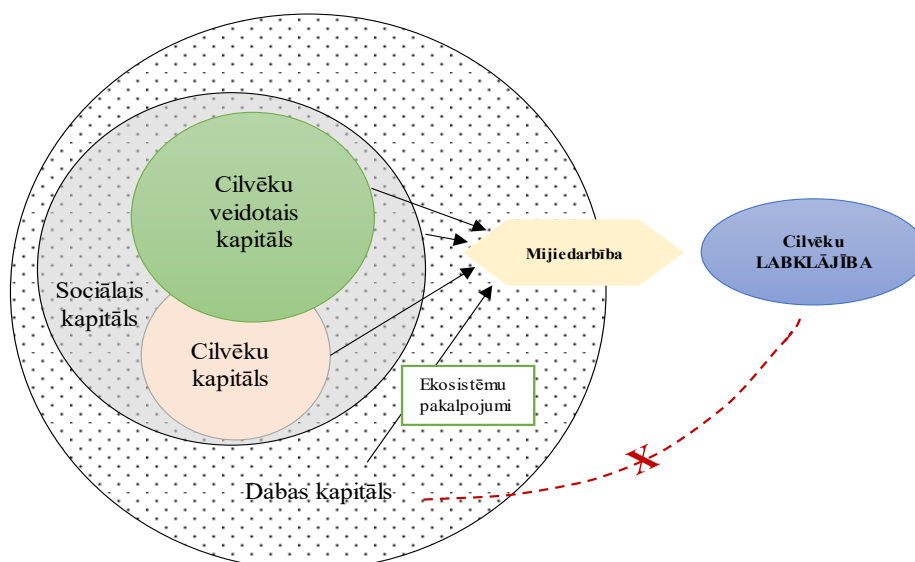 Cilvēku
veidotais
kapitāls
Sociālais
kapitāls
Cilvēku
kapitāls
Mijiedarbība
Cilvēku
LABKLĀJĪBA
Ekosistēmu
pakalpojumi
Dabas kapitāls